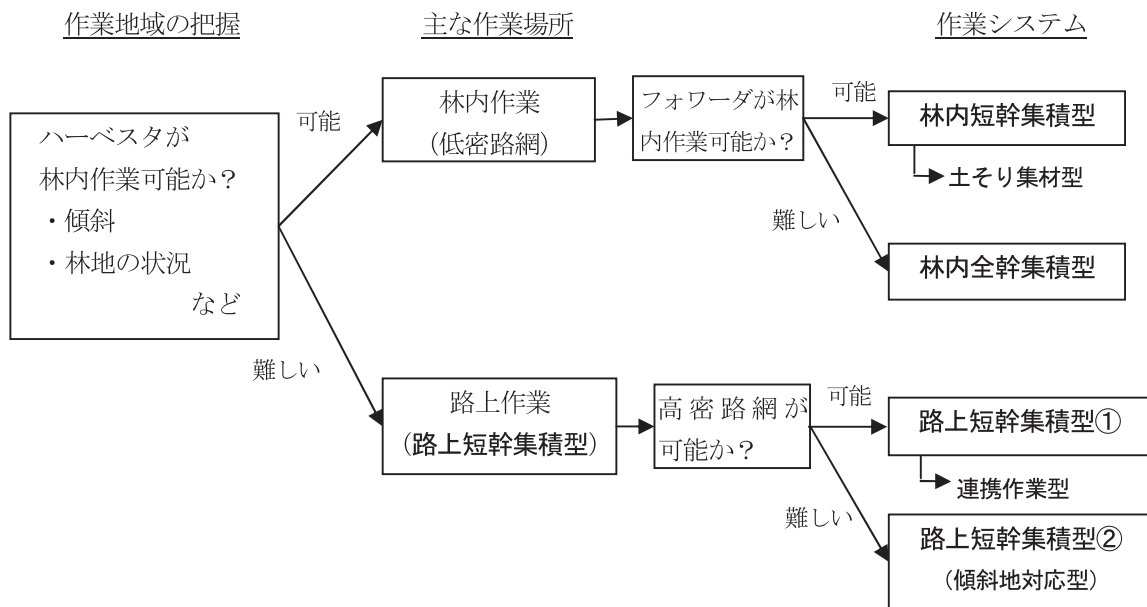 作業地域の把握
主な作業場所
作業システム
ハーベスタが
林内作業可能か？
・傾斜
・林地の状況
など
可能
難しい
林内作業
(低密路網)
フォワーダが林
内作業可能か？
可能
難しい
林内短幹集積型
土そり集材型
林内全幹集積型
路上作業
(路上短幹集積型)
高密路網が
可能か？
可能
難しい
路上短幹集積型①
連携作業型
路上短幹集積型②
(傾斜地対応型)